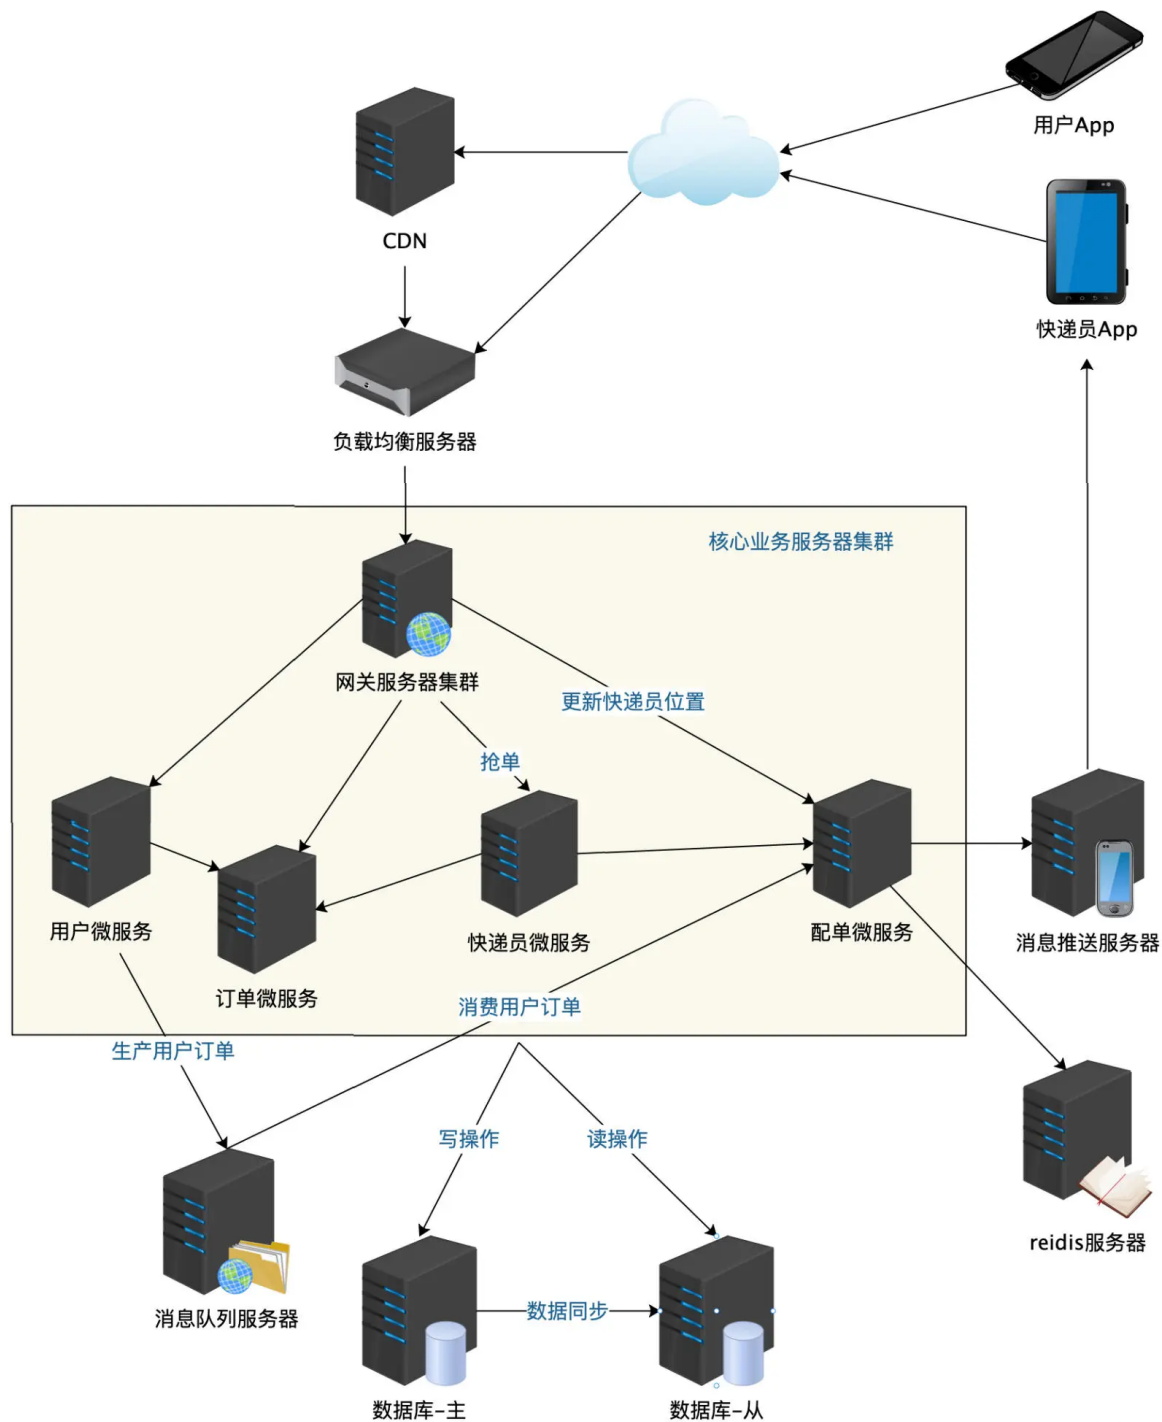 用户App
CDN
快递员App
负载均衡服务器
核心业务服务器集群
网关服务器集群
更新快递员位置
抢单
用户微服务
订单微服务
快递员微服务
配单微服务
消息推送服务器
消费用户订单
生产用户订单
写操作
读操作
reidis服务器
消息队列服务器
数据同步
数据库-主
数据库-从